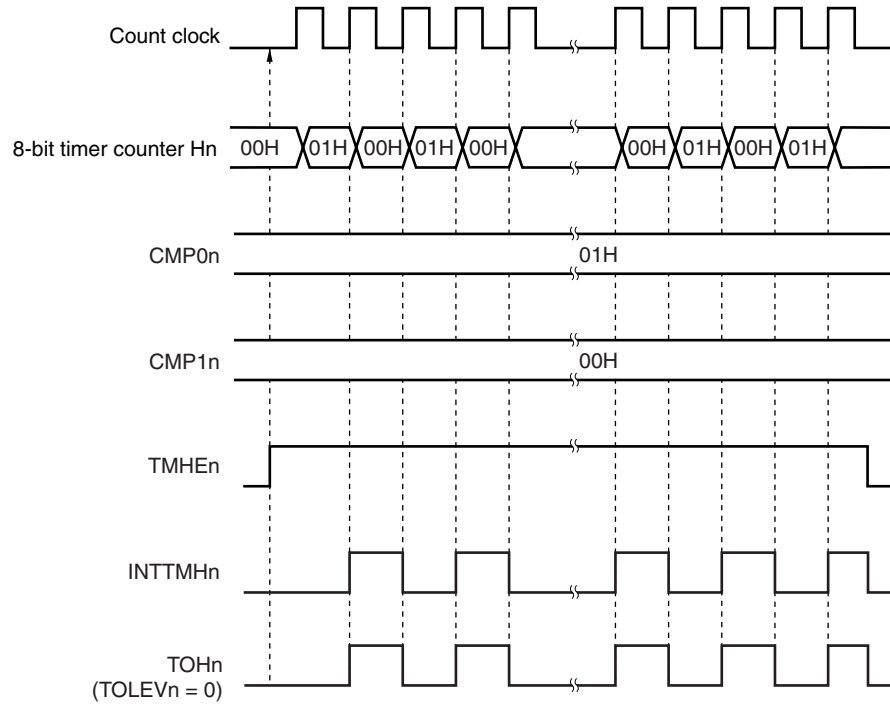 Count clock
8-bit timer counter Hn 00H 01H 00H 01H 00H 00H 01H 00H 01H
CMP0n 01H
CMP1n 00H
TMHEn
INTTMHn
TOHn
(TOLEVn = 0)